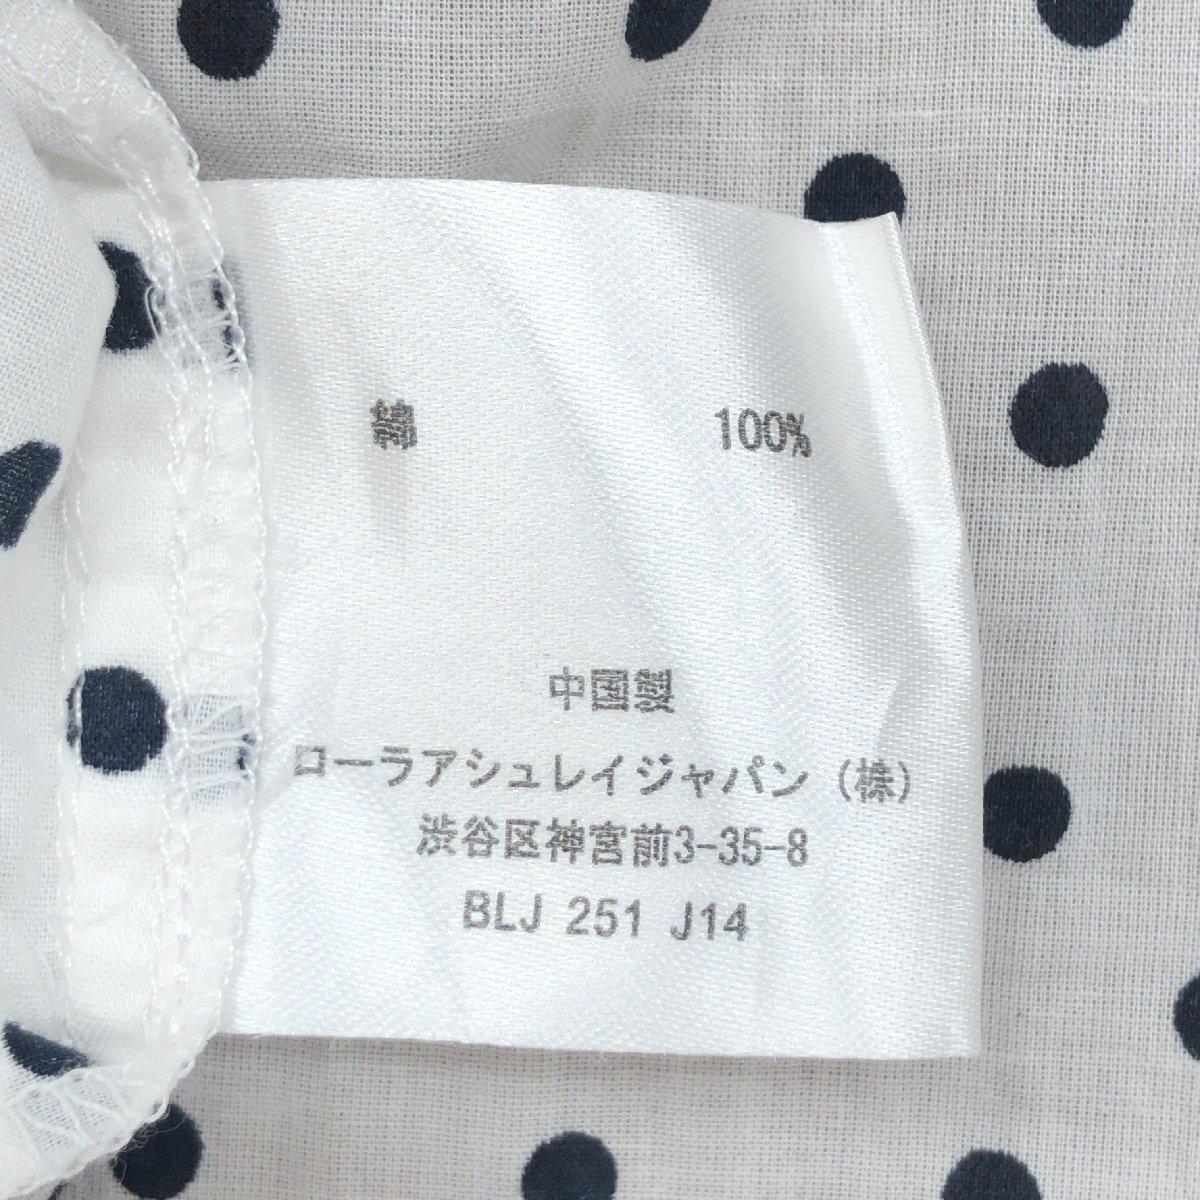 綿 100%
中国製
ローラアシュレイジャパン (株)
渋谷区神宮前3-35-8
BLJ 251 J14